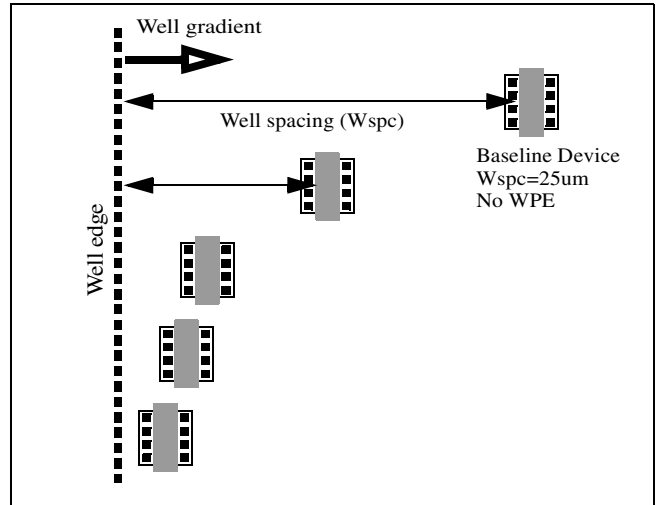 Well gradient
Well spacing (Wspc)
Baseline Device
Wspc=25um
No WPE
Well edge